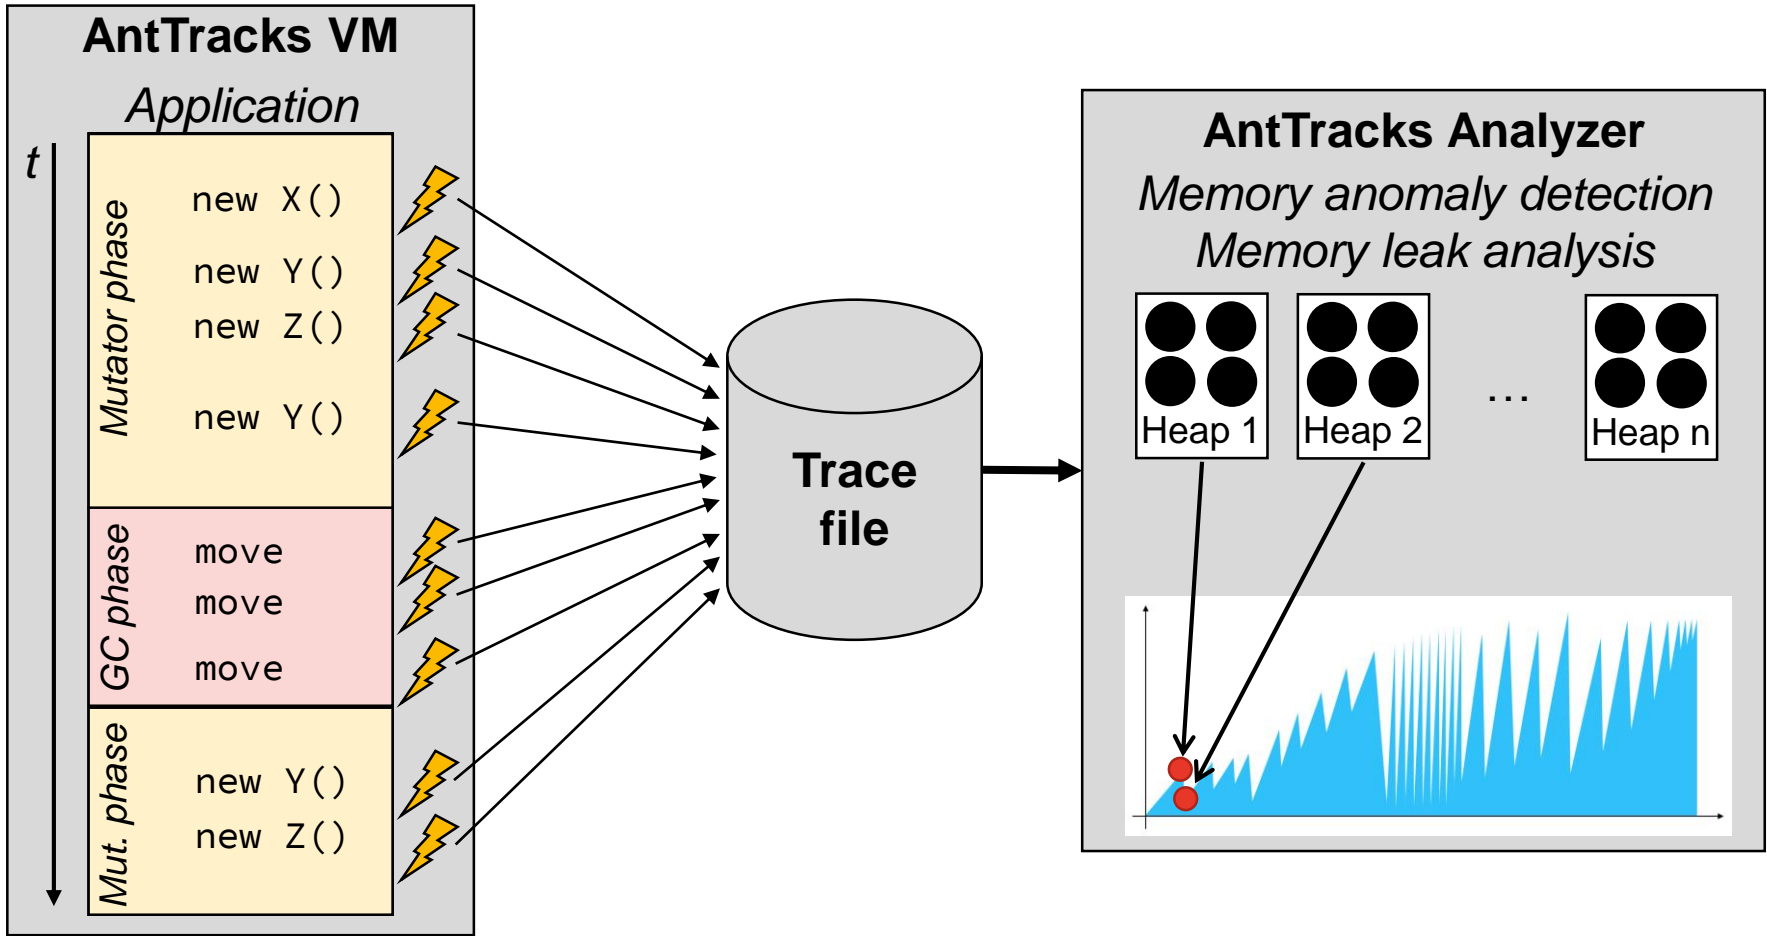 AntTracks VM
Application
t
Mutator phase
new X()
new Y()
new Z()
new Y()
GC phase
move
move
move
Mut. phase
new Y()
new Z()
Trace
file
AntTracks Analyzer
Memory anomaly detection
Memory leak analysis
Heap 1
Heap 2
...
Heap n